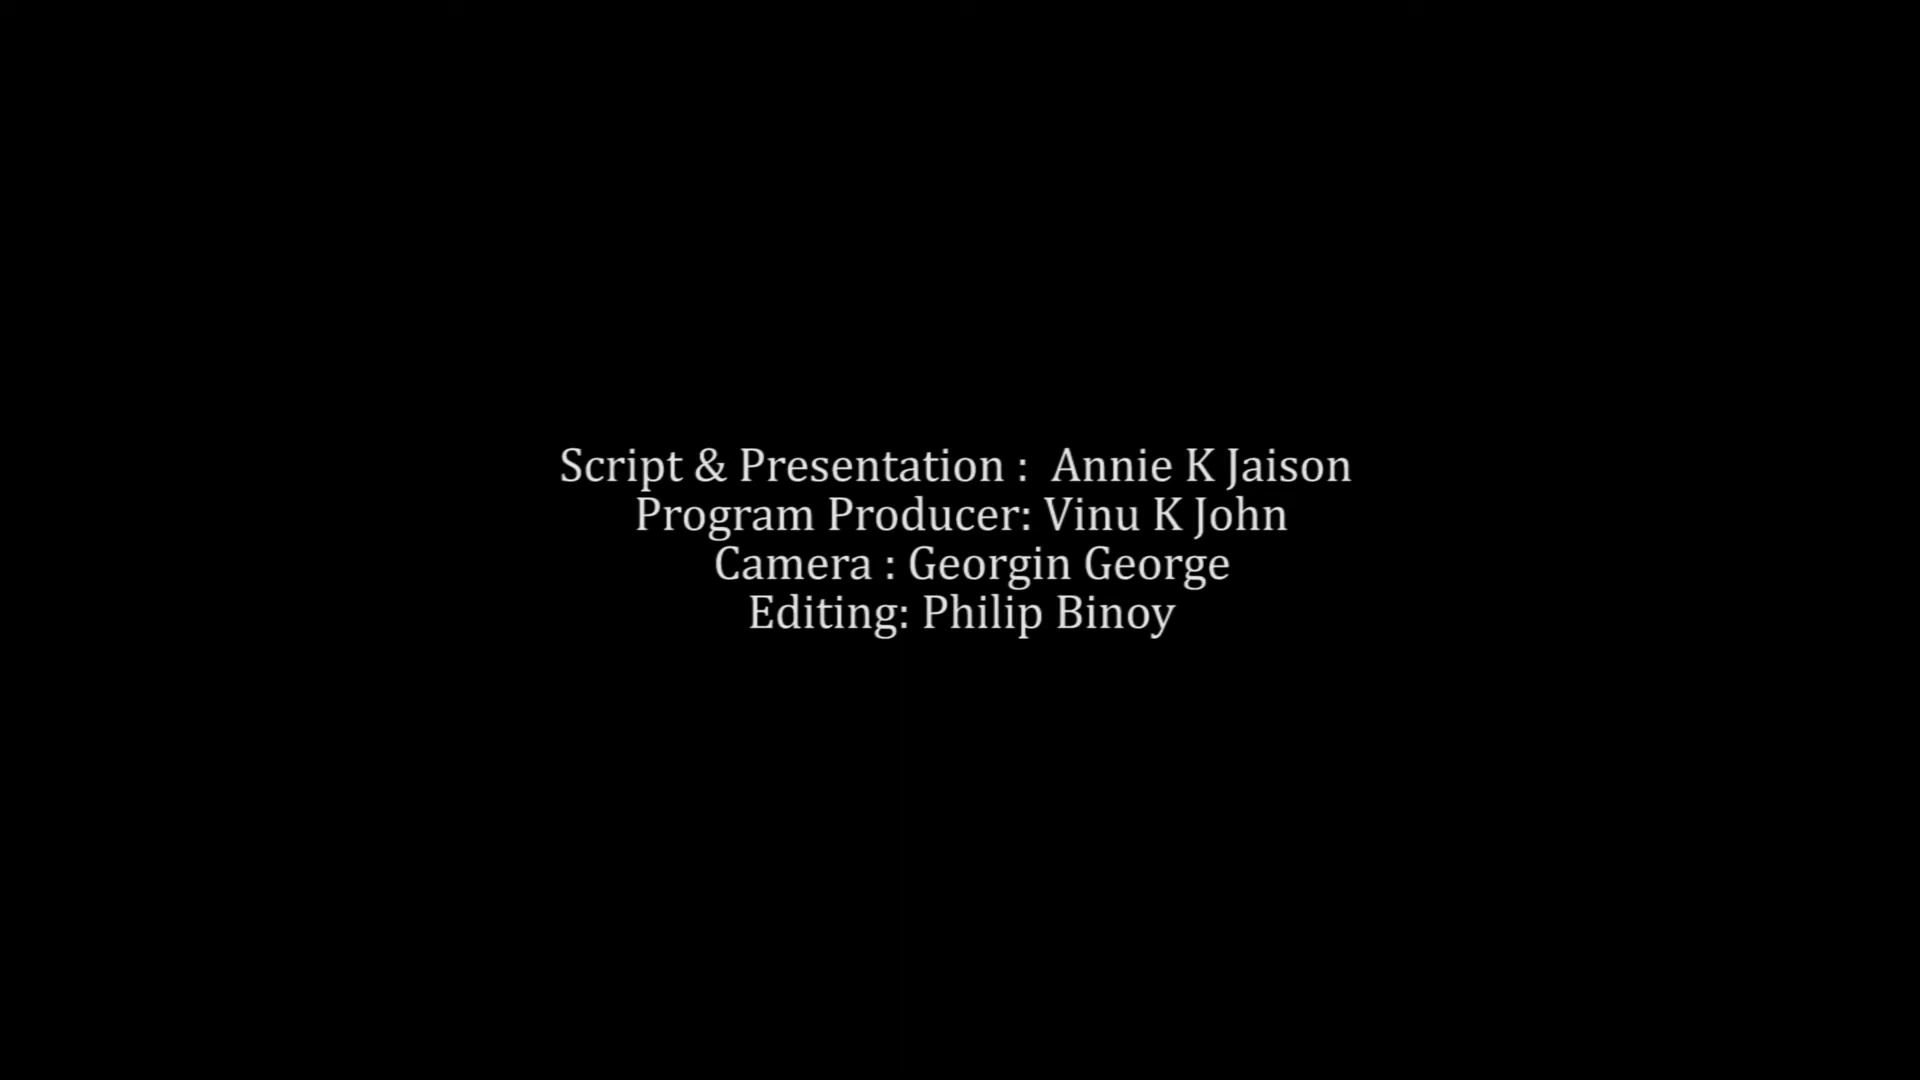 Script & Presentation :  Annie K Jaison
Program Producer: Vinu K John
Camera : Georgin George
Editing: Philip Binoy